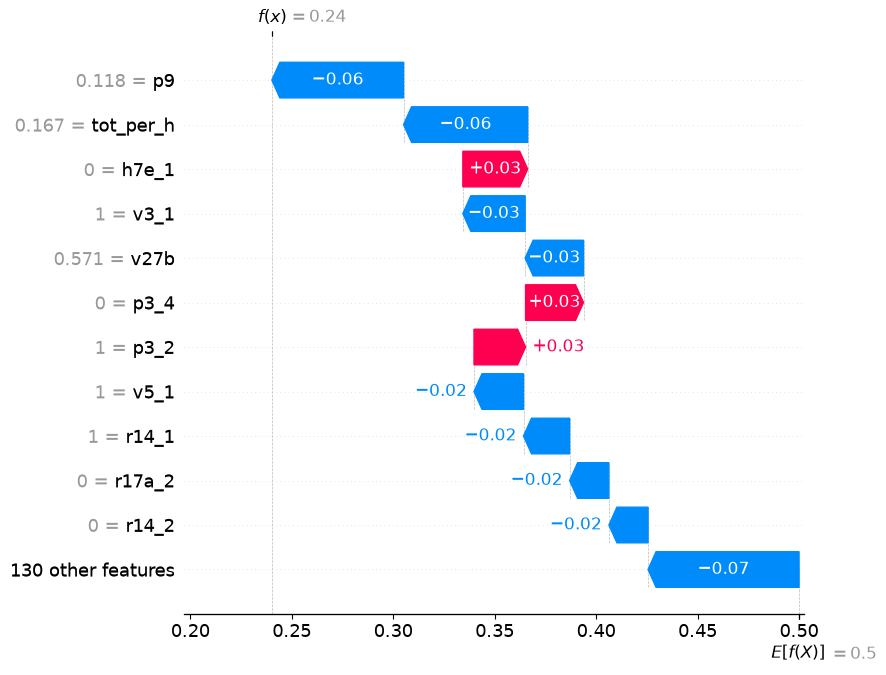 f(x) = 0.24
0.118 = p9 −0.06
0.167 = tot_per_h −0.06
0 = h7e_1 +0.03
1 = v3_1 −0.03
0.571 = v27b −0.03
0 = p3_4 +0.03
1 = p3_2 +0.03
1 = v5_1 −0.02
1 = r14_1 −0.02
0 = r17a_2 −0.02
0 = r14_2 −0.02
130 other features −0.07
0.20 0.25 0.30 0.35 0.40 0.45 0.50
E[f(X)] = 0.5